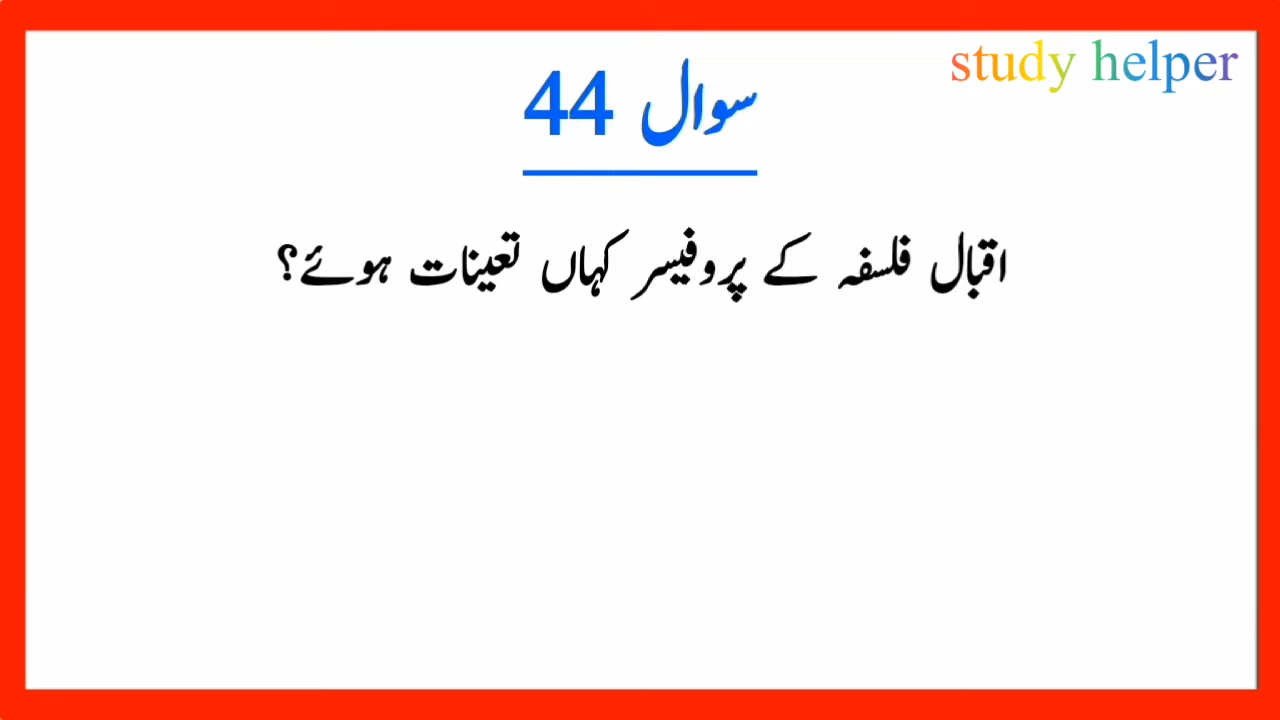 study helper
سوال 44
اقبال فلسفہ کے پروفیسر کہاں تعینات ہوئے؟